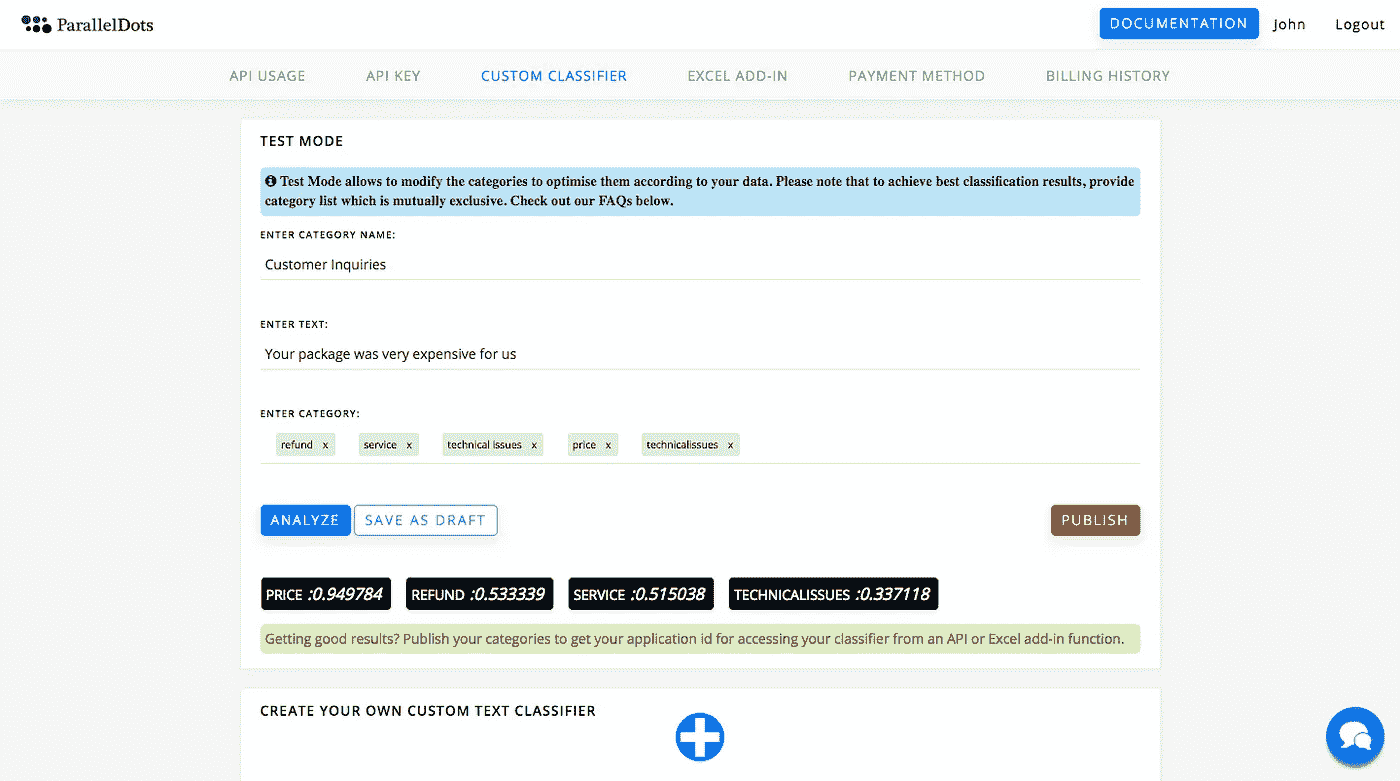 ParallelDots
DOCUMENTATION John Logout
API USAGE API KEY CUSTOM CLASSIFIER EXCEL ADD-IN PAYMENT METHOD BILLING HISTORY
TEST MODE
Test Mode allows to modify the categories to optimise them according to your data. Please note that to achieve best classification results, provide
category list which is mutually exclusive. Check out our FAQs below.
ENTER CATEGORY NAME:
Customer Inquiries
ENTER TEXT:
Your package was very expensive for us
ENTER CATEGORY:
refund x service x technical issues x price x technicalissues x
ANALYZE SAVE AS DRAFT PUBLISH
PRICE :0.949784 REFUND :0.533339 SERVICE :0.515038 TECHNICALISSUES :0.337118
Getting good results? Publish your categories to get your application id for accessing your classifier from an API or Excel add-in function.
CREATE YOUR OWN CUSTOM TEXT CLASSIFIER